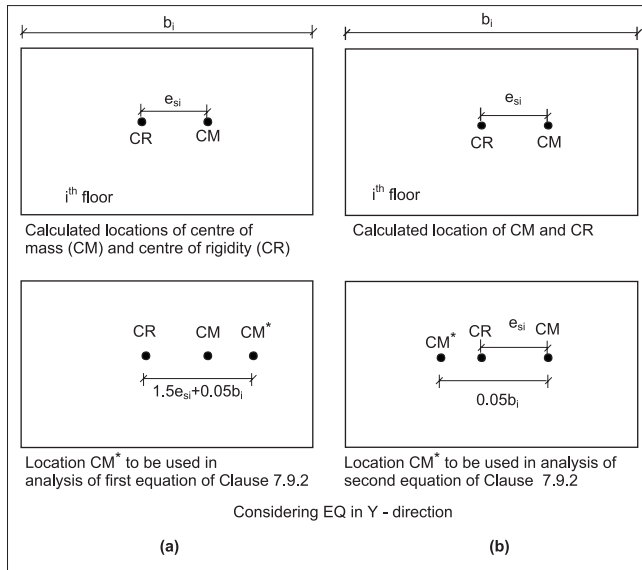 b_i
e_si
CR
CM
i^th floor
Calculated locations of centre of
mass (CM) and centre of rigidity (CR)
CR
CM
CM*
1.5e_si+0.05b_i
Location CM* to be used in
analysis of first equation of Clause 7.9.2
b_i
e_si
CR
CM
i^th floor
Calculated location of CM and CR
CM*
CR
e_si
CM
0.05b_i
Location CM* to be used in analysis of
second equation of Clause 7.9.2
Considering EQ in Y - direction
(a)
(b)